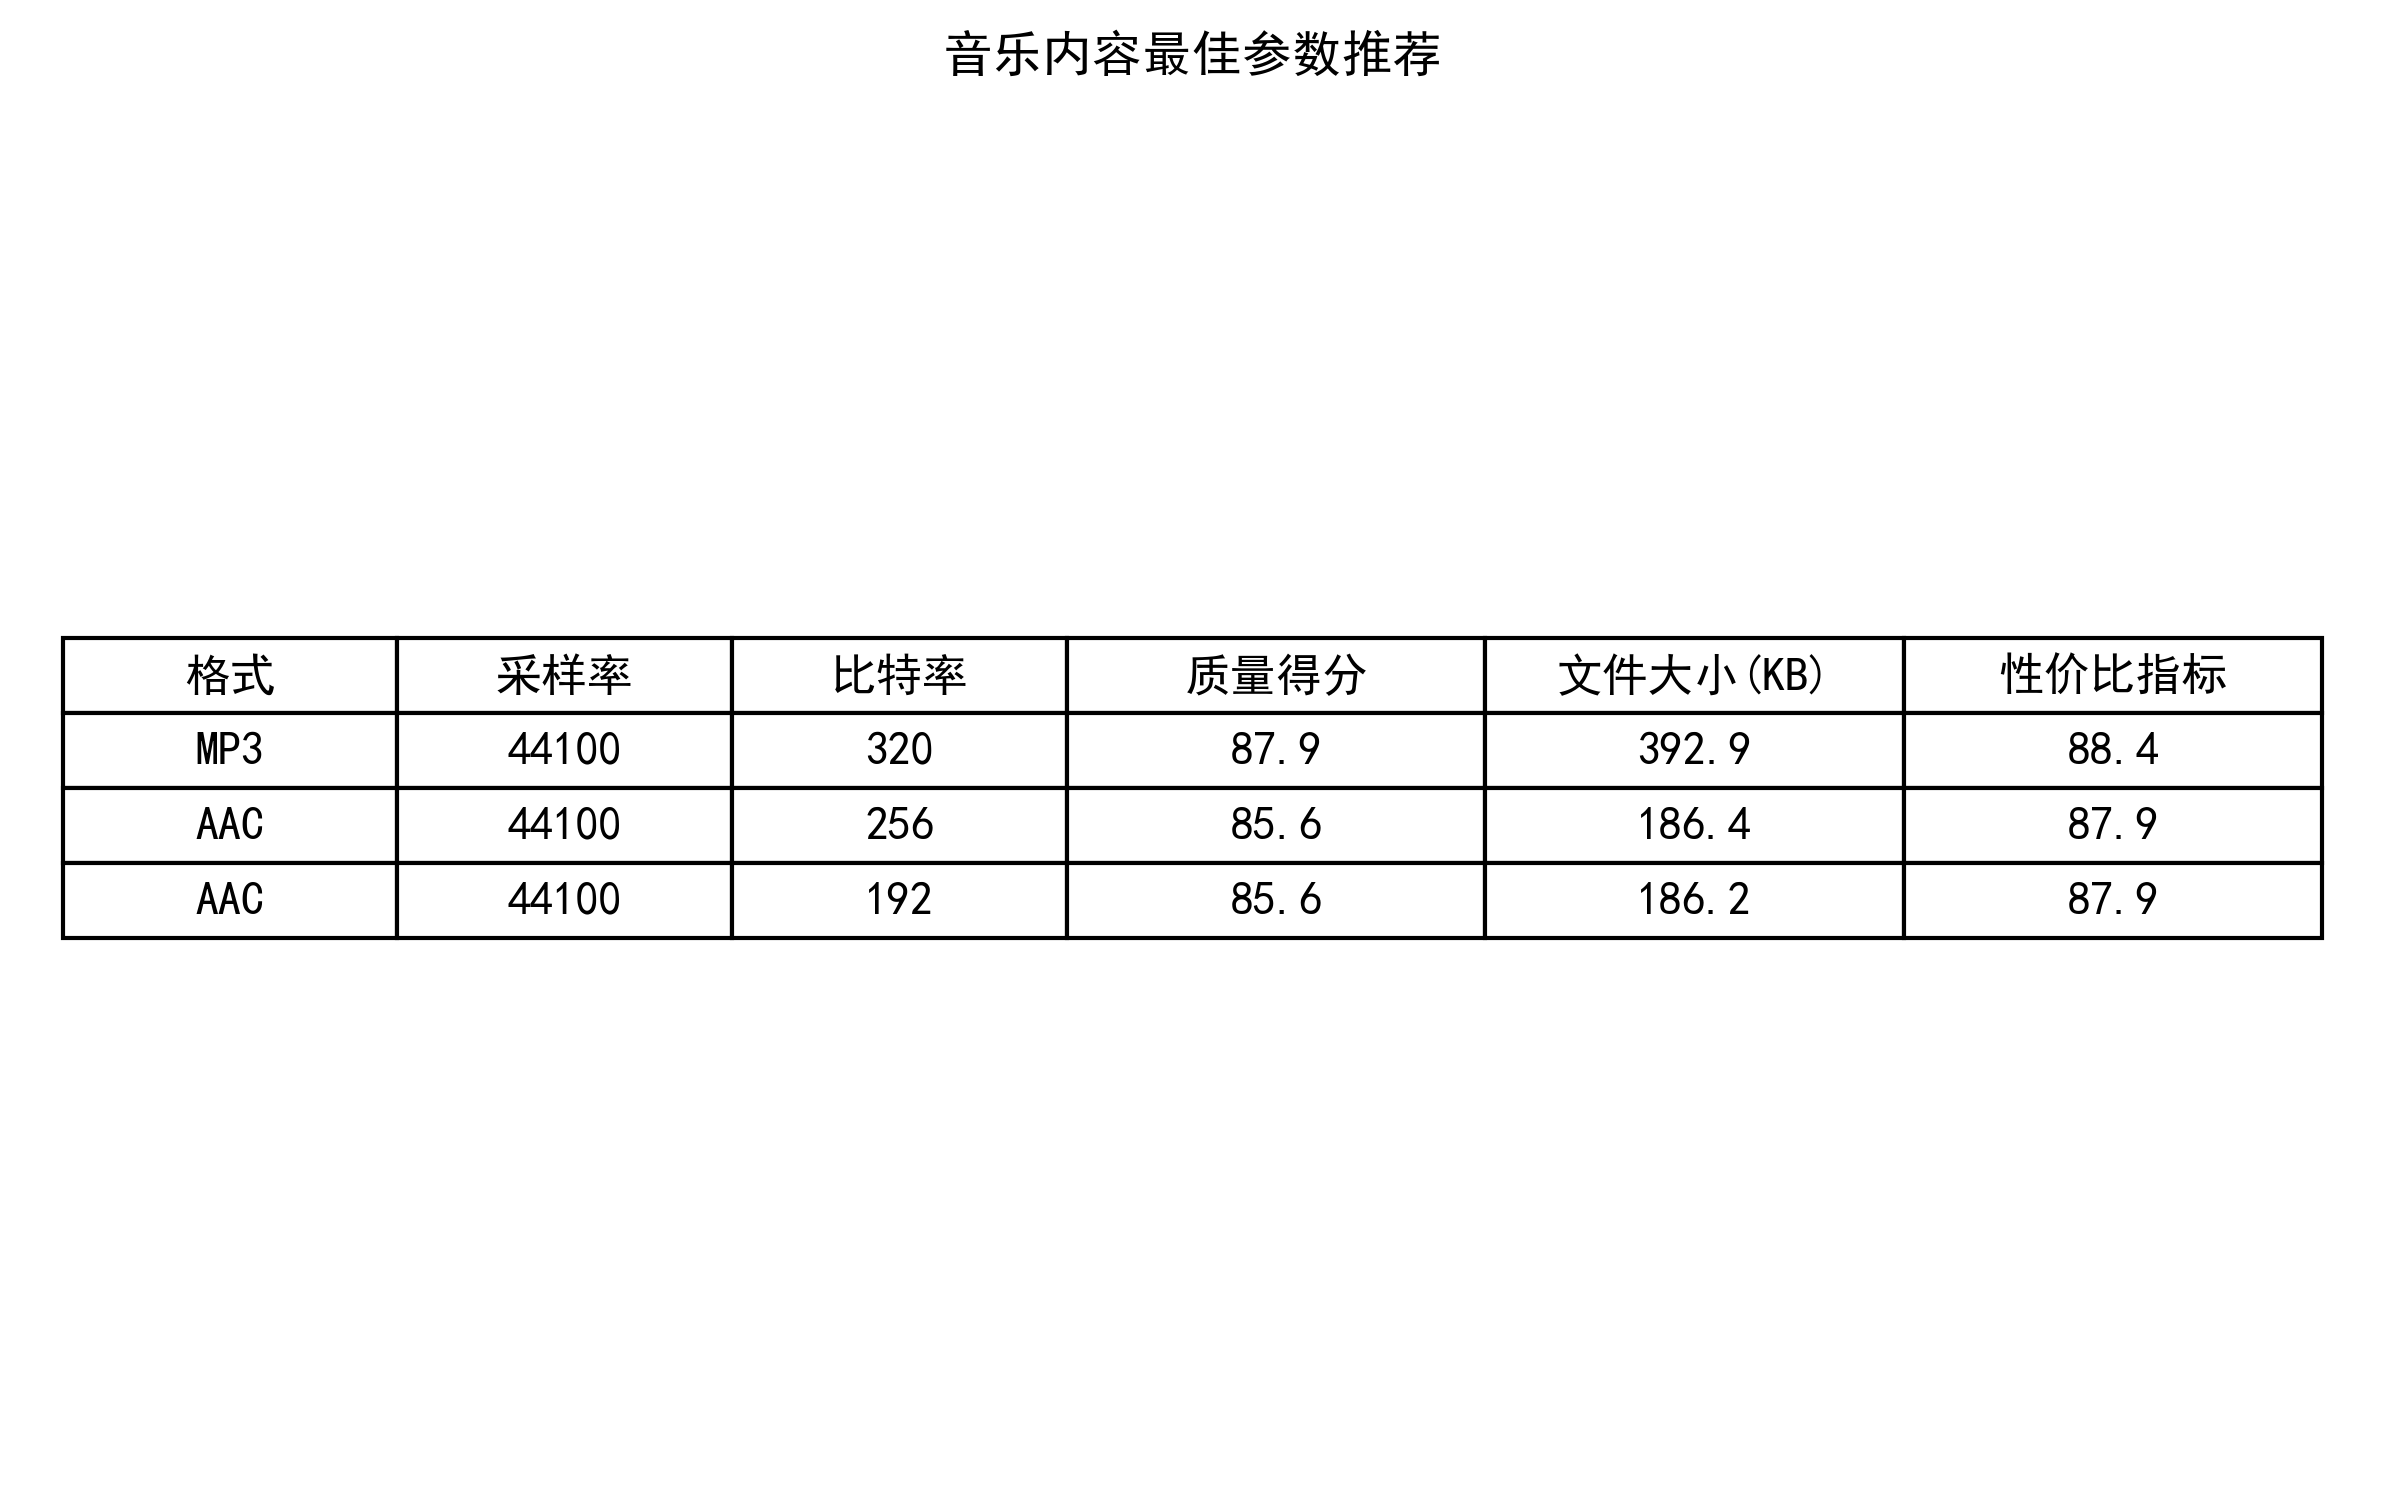 音乐内容最佳参数推荐
格式 采样率 比特率 质量得分 文件大小(KB) 性价比指标
MP3 44100 320 87.9 392.9 88.4
AAC 44100 256 85.6 186.4 87.9
AAC 44100 192 85.6 186.2 87.9